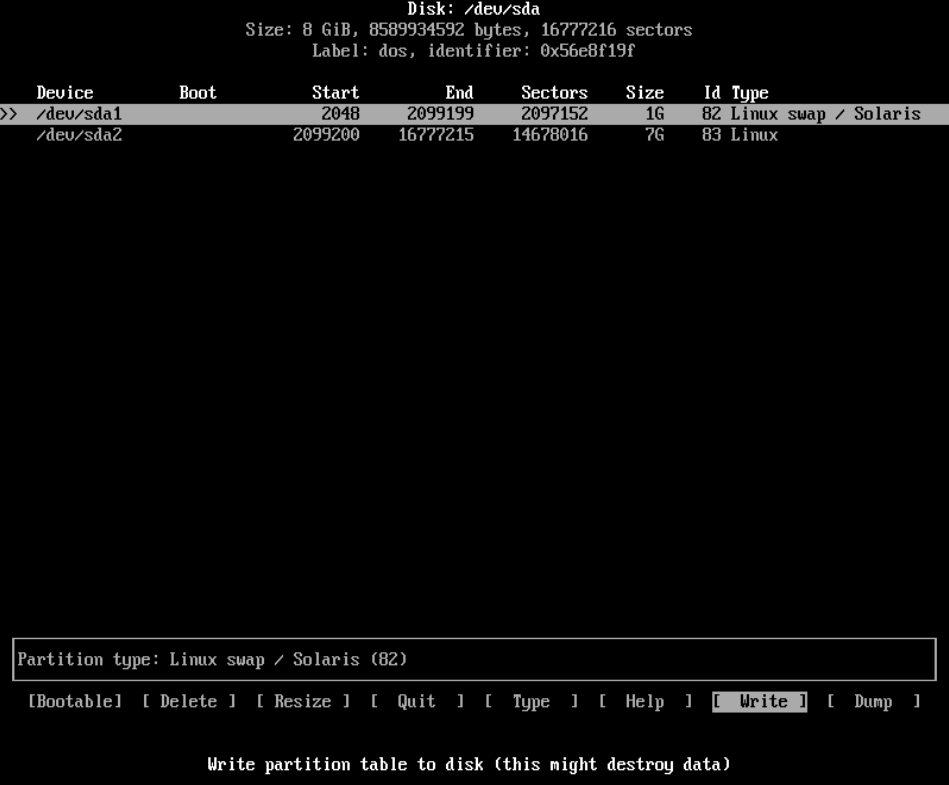 Disk: /dev/sda
Size: 8 GiB, 8589934592 bytes, 16777216 sectors
Label: dos, identifier: 0x56e8f19f
Device Boot Start End Sectors Size Id Type
>> /dev/sda1 2048 2099199 2097152 1G 82 Linux swap / Solaris
/dev/sda2 2099200 16777215 14678016 7G 83 Linux
Partition type: Linux swap / Solaris (82)
[Bootable] [ Delete ] [ Resize ] [ Quit ] [ Type ] [ Help ] [ Write ] [ Dump ]
Write partition table to disk (this might destroy data)